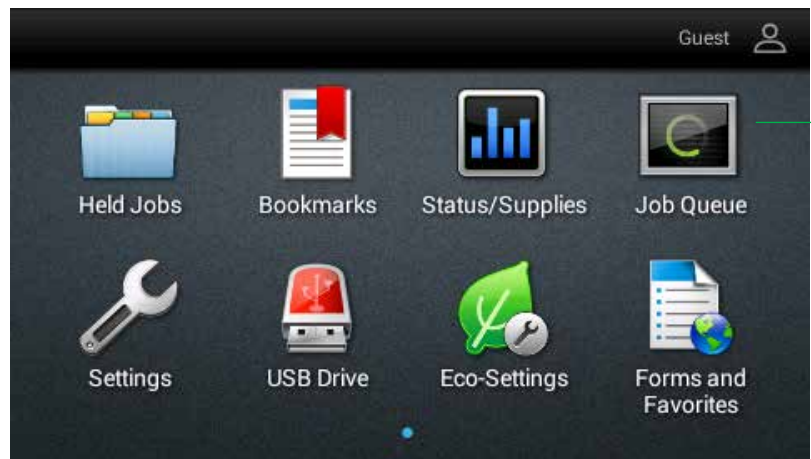 Guest
Held Jobs
Bookmarks
Status/Supplies
Job Queue
Settings
USB Drive
Eco-Settings
Forms and
Favorites